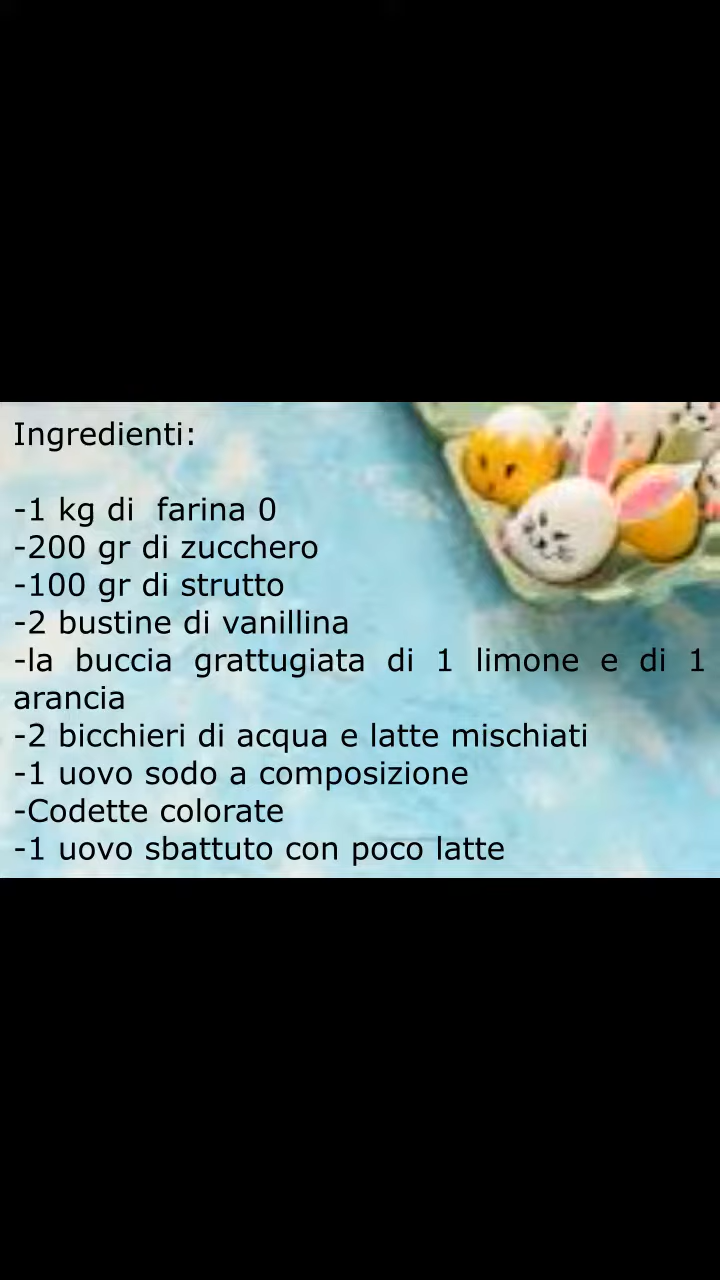 Ingredienti:
-1 kg di  farina 0
-200 gr di zucchero
-100 gr di strutto
-2 bustine di vanillina
-la buccia grattugiata di 1 limone e di 1
arancia
-2 bicchieri di acqua e latte mischiati
-1 uovo sodo a composizione
-Codette colorate
-1 uovo sbattuto con poco latte